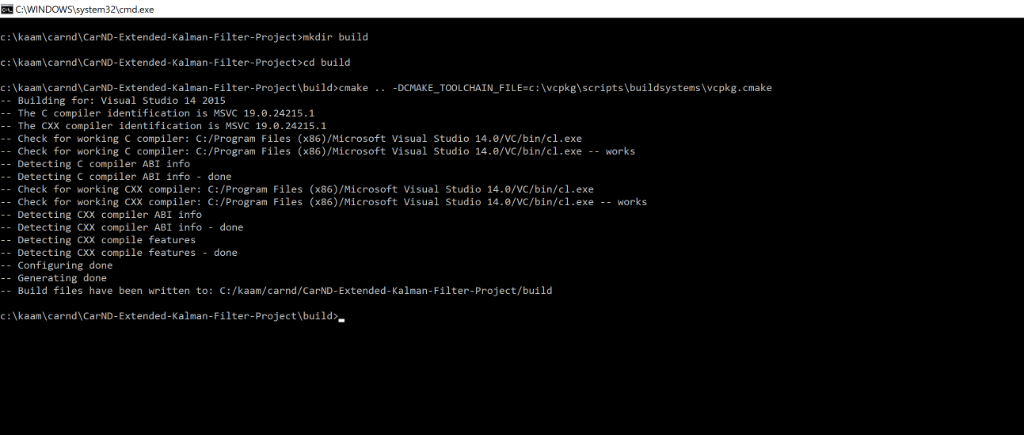 C:\WINDOWS\system32\cmd.exe
c:\kaam\carnd\CarND-Extended-Kalman-Filter-Project>mkdir build
c:\kaam\carnd\CarND-Extended-Kalman-Filter-Project>cd build
c:\kaam\carnd\CarND-Extended-Kalman-Filter-Project\build>cmake .. -DCMAKE_TOOLCHAIN_FILE=c:\vcpkg\scripts\buildsystems\vcpkg.cmake
-- Building for: Visual Studio 14 2015
-- The C compiler identification is MSVC 19.0.24215.1
-- The CXX compiler identification is MSVC 19.0.24215.1
-- Check for working C compiler: C:/Program Files (x86)/Microsoft Visual Studio 14.0/VC/bin/cl.exe
-- Check for working C compiler: C:/Program Files (x86)/Microsoft Visual Studio 14.0/VC/bin/cl.exe -- works
-- Detecting C compiler ABI info
-- Detecting C compiler ABI info - done
-- Check for working CXX compiler: C:/Program Files (x86)/Microsoft Visual Studio 14.0/VC/bin/cl.exe
-- Check for working CXX compiler: C:/Program Files (x86)/Microsoft Visual Studio 14.0/VC/bin/cl.exe -- works
-- Detecting CXX compiler ABI info
-- Detecting CXX compiler ABI info - done
-- Detecting CXX compile features
-- Detecting CXX compile features - done
-- Configuring done
-- Generating done
-- Build files have been written to: C:/kaam/carnd/CarND-Extended-Kalman-Filter-Project/build
c:\kaam\carnd\CarND-Extended-Kalman-Filter-Project\build>